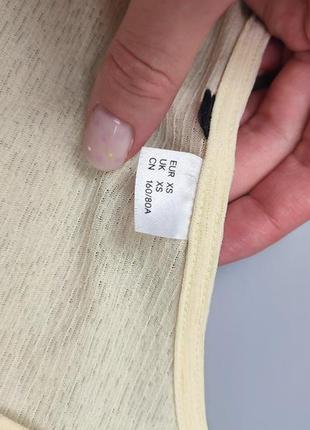 EUR XS
UK XS
CN 160/80A